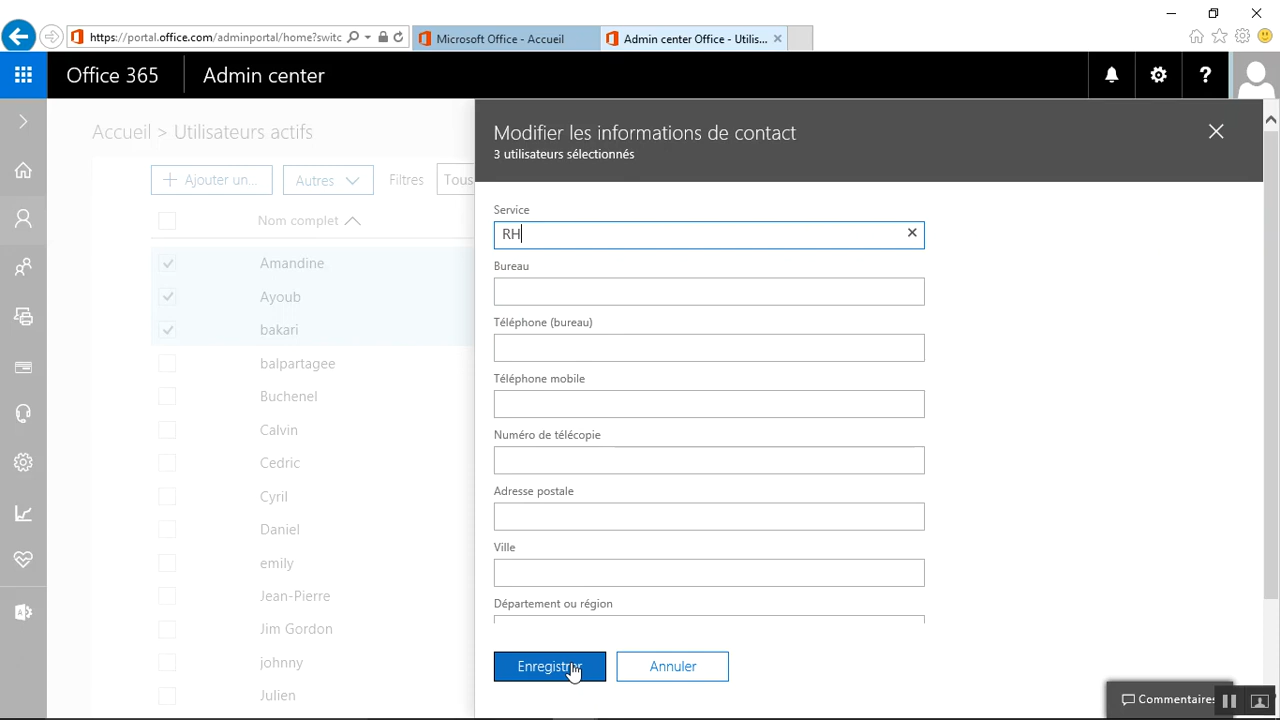 https://portal.office.com/adminportal/home?switc
Microsoft Office - Accueil
Admin center Office - Utilis...
Office 365
Admin center
?
Accueil > Utilisateurs actifs
Ajouter un...
Autres
Filtres
Tous
Nom complet
Amandine
Ayoub
bakari
balpartagee
Buchenel
Calvin
Cedric
Cyril
Daniel
emily
Jean-Pierre
Jim Gordon
johnny
Julien
Modifier les informations de contact
3 utilisateurs sélectionnés
Service
RH
Bureau
Téléphone (bureau)
Téléphone mobile
Numéro de télécopie
Adresse postale
Ville
Département ou région
Enregistrer
Annuler
Commentaires